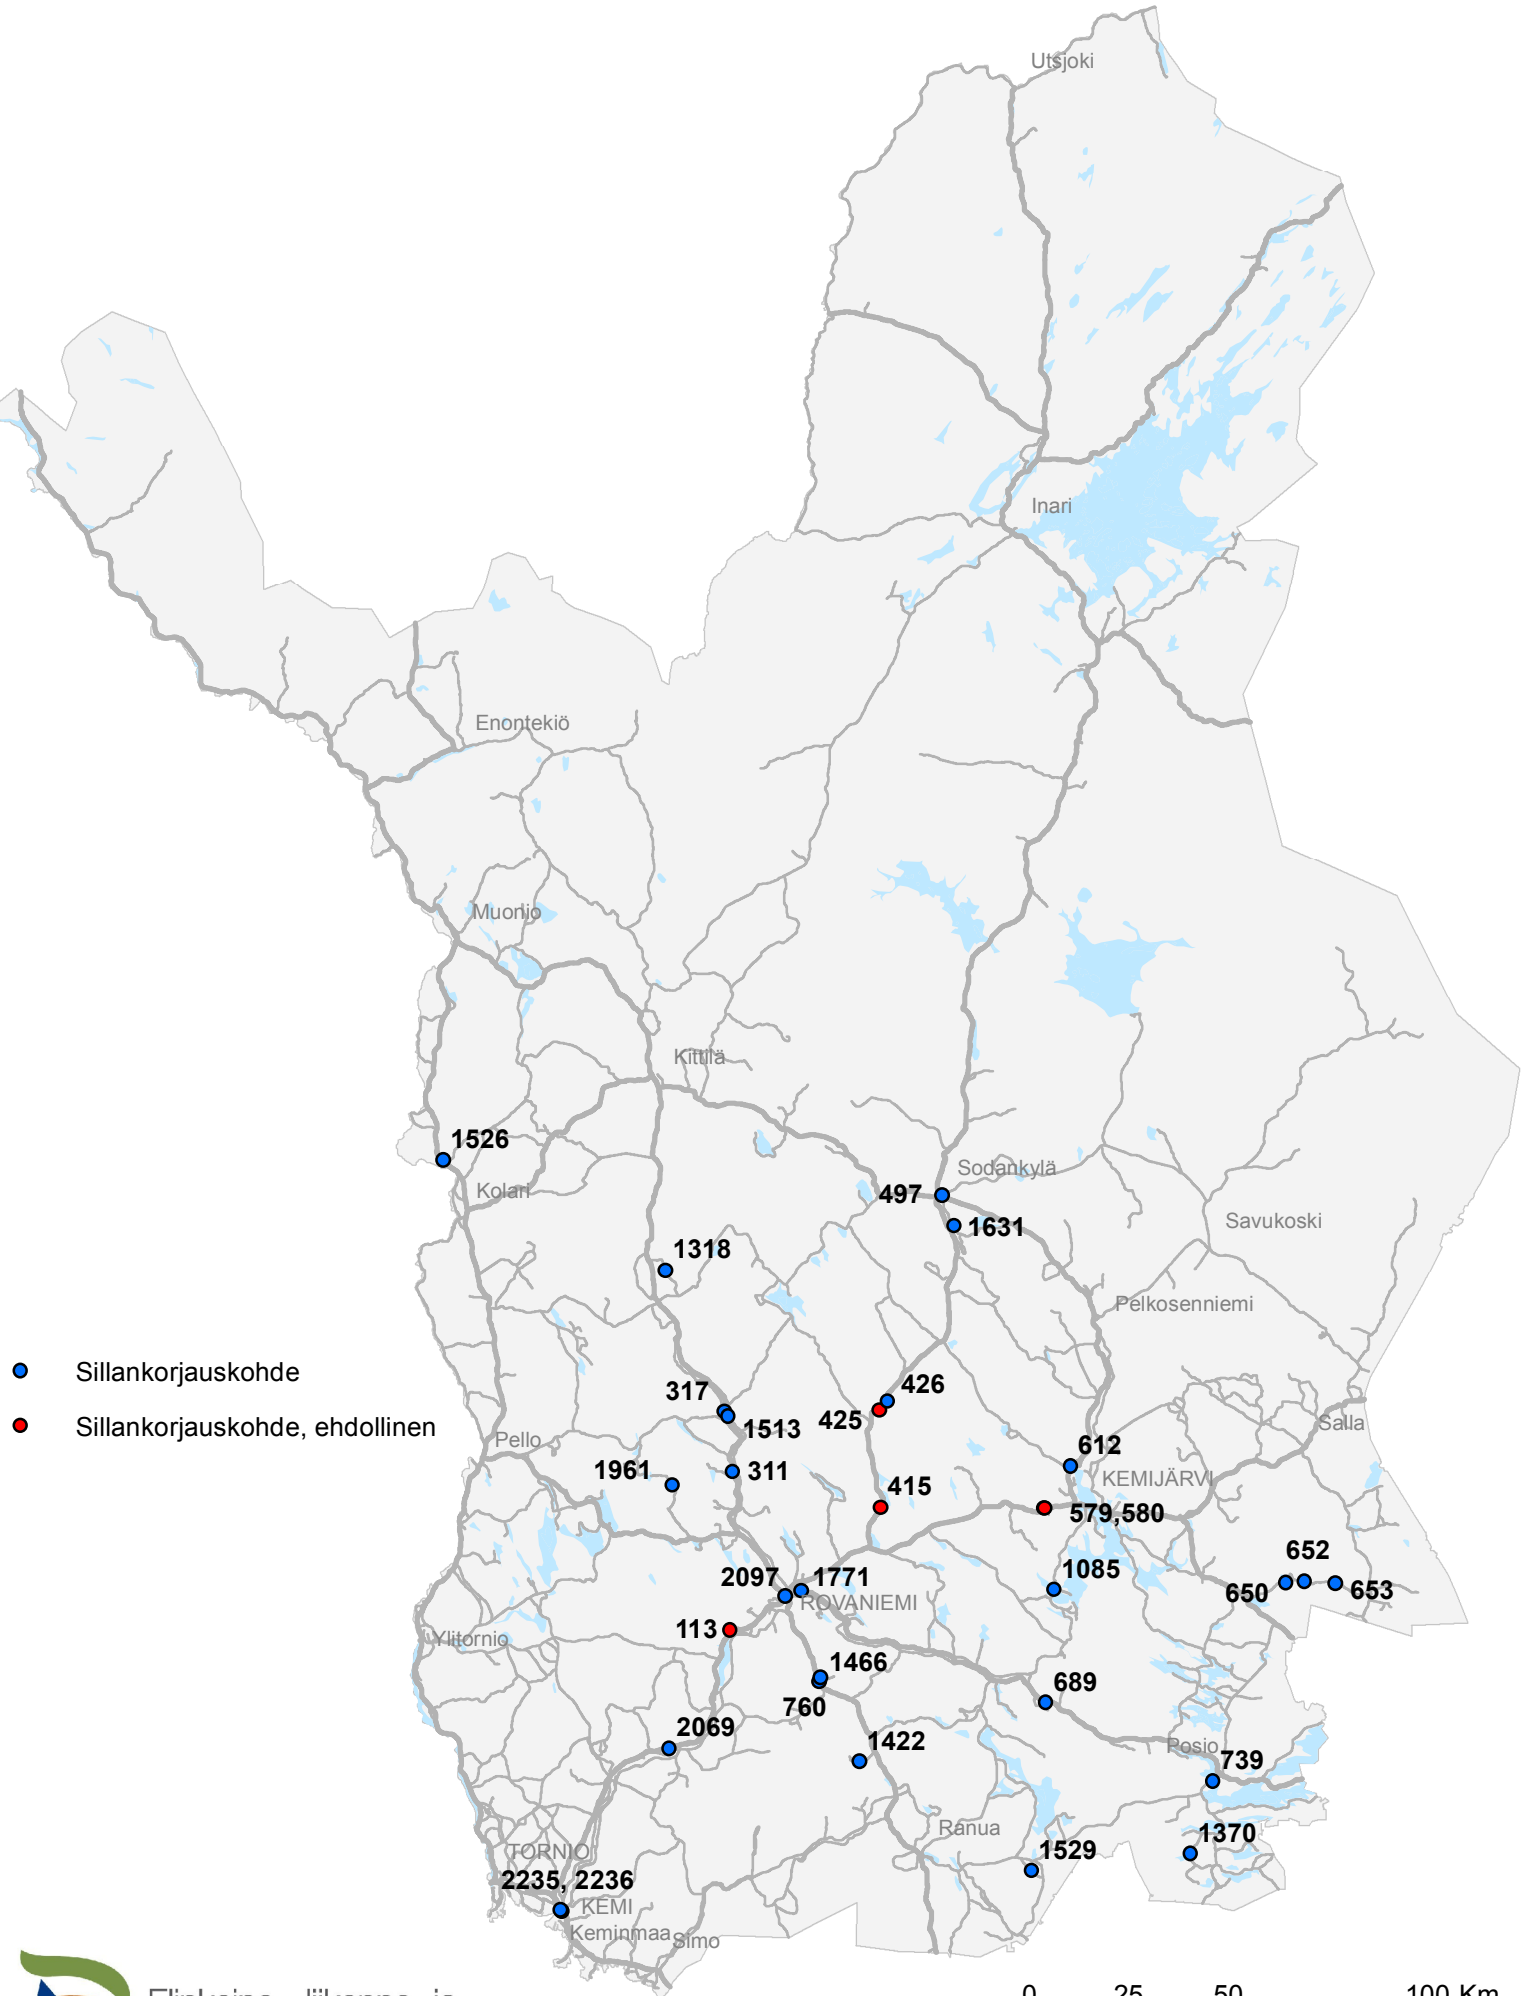 Utsjoki
Inari
Enontekiö
Muonio
Kittilä
1526
Sodankylä
Kolari
497
Savukoski
1631
1318
Pelkosenniemi
Sillankorjauskohde
317
426
425
Sillankorjauskohde, ehdollinen
1513
Salla
Pello
612
1961
311
KEMIJÄRVI
415
579,580
652
2097
1771
1085
650
653
ROVANIEMI
113
Ylitornio
1466
689
760
2069
1422
Posio
739
Ranua
1370
TORNIO
1529
2235, 2236
KEMI
Keminmaa
Simo
0 25 50 100 Km